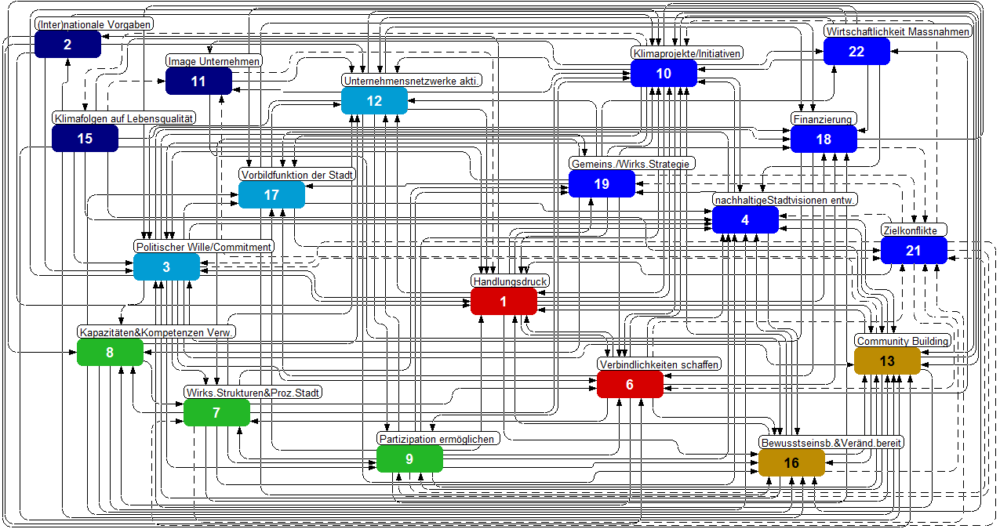 (Inter)nationale Vorgaben
2
Wirtschaftlichkeit Massnahmen
22
Image Unternehmen
11
Klimaprojekte/Initiativen
10
Unternehmensnetzwerke akti.
12
Klimafolgen auf Lebensqualität
15
Finanzierung
18
Vorbildfunktion der Stadt
17
Gemeins./Wirks.Strategie
19
nachhaltigeStadtvisionen entw.
4
Zielkonflikte
21
Politischer Wille/Commitment
3
Handlungsdruck
1
Kapazitäten&Kompetenzen Verw.
8
Community Building
13
Verbindlichkeiten schaffen
6
Wirks.Strukturen&Proz.Stadt
7
Partizipation ermöglichen
9
Bewusstseinsb.&Veränd.bereit
16